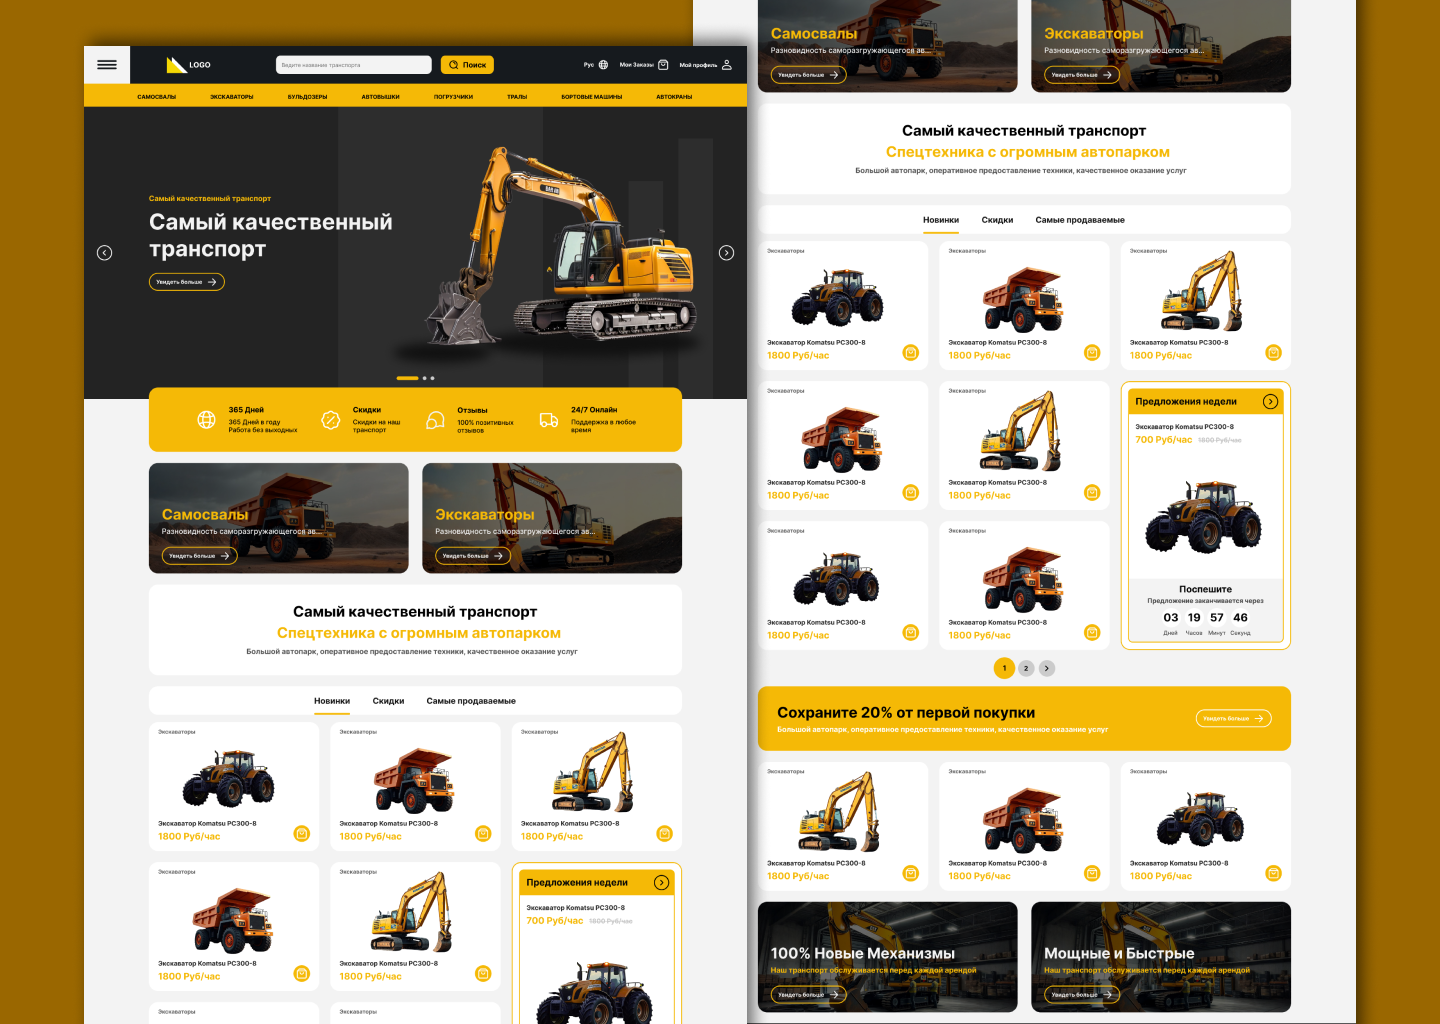 LOGO
Введите название транспорта
Поиск
Рус
Мои Заказы
Мой профиль
САМОСВАЛЫ
ЭКСКАВАТОРЫ
БУЛЬДОЗЕРЫ
АВТОВЫШКИ
ПОГРУЗЧИКИ
ТРАЛЫ
БОРТОВЫЕ МАШИНЫ
АВТОКРАНЫ
Самый качественный транспорт
Самый качественный
транспорт
Увидеть больше
365 Дней
365 Дней в году
Работа без выходных
Скидки
Скидки на наш
транспорт
Отзывы
100% позитивных
отзывов
24/7 Онлайн
Поддержка в любое
время
Самосвалы
Разновидность саморазгружающегося ав...
Увидеть больше
Экскаваторы
Разновидность саморазгружающегося ав...
Увидеть больше
Самый качественный транспорт
Спецтехника с огромным автопарком
Большой автопарк, оперативное предоставление техники, качественное оказание услуг
Новинки
Скидки
Самые продаваемые
Экскаваторы
Экскаватор Komatsu PC300-8
1800 Руб/час
Экскаваторы
Экскаватор Komatsu PC300-8
1800 Руб/час
Экскаваторы
Экскаватор Komatsu PC300-8
1800 Руб/час
Экскаваторы
Экскаватор Komatsu PC300-8
1800 Руб/час
Экскаваторы
Экскаватор Komatsu PC300-8
1800 Руб/час
Предложения недели
Экскаватор Komatsu PC300-8
700 Руб/час 1800 Руб/час
Экскаваторы
Экскаваторы
Самосвалы
Разновидность саморазгружающегося ав...
Увидеть больше
Экскаваторы
Разновидность саморазгружающегося ав...
Увидеть больше
Самый качественный транспорт
Спецтехника с огромным автопарком
Большой автопарк, оперативное предоставление техники, качественное оказание услуг
Новинки
Скидки
Самые продаваемые
Экскаваторы
Экскаватор Komatsu PC300-8
1800 Руб/час
Экскаваторы
Экскаватор Komatsu PC300-8
1800 Руб/час
Экскаваторы
Экскаватор Komatsu PC300-8
1800 Руб/час
Экскаваторы
Экскаватор Komatsu PC300-8
1800 Руб/час
Экскаваторы
Экскаватор Komatsu PC300-8
1800 Руб/час
Предложения недели
Экскаватор Komatsu PC300-8
700 Руб/час 1800 Руб/час
Поспешите
Предложение заканчивается через
03 19 57 46
Дней Часов Минут Секунд
Экскаваторы
Экскаватор Komatsu PC300-8
1800 Руб/час
Экскаваторы
Экскаватор Komatsu PC300-8
1800 Руб/час
1 2
Сохраните 20% от первой покупки
Большой автопарк, оперативное предоставление техники, качественное оказание услуг
Увидеть больше
Экскаваторы
Экскаватор Komatsu PC300-8
1800 Руб/час
Экскаваторы
Экскаватор Komatsu PC300-8
1800 Руб/час
Экскаваторы
Экскаватор Komatsu PC300-8
1800 Руб/час
100% Новые Механизмы
Наш транспорт обслуживается перед каждой арендой
Увидеть больше
Мощные и Быстрые
Наш транспорт обслуживается перед каждой арендой
Увидеть больше